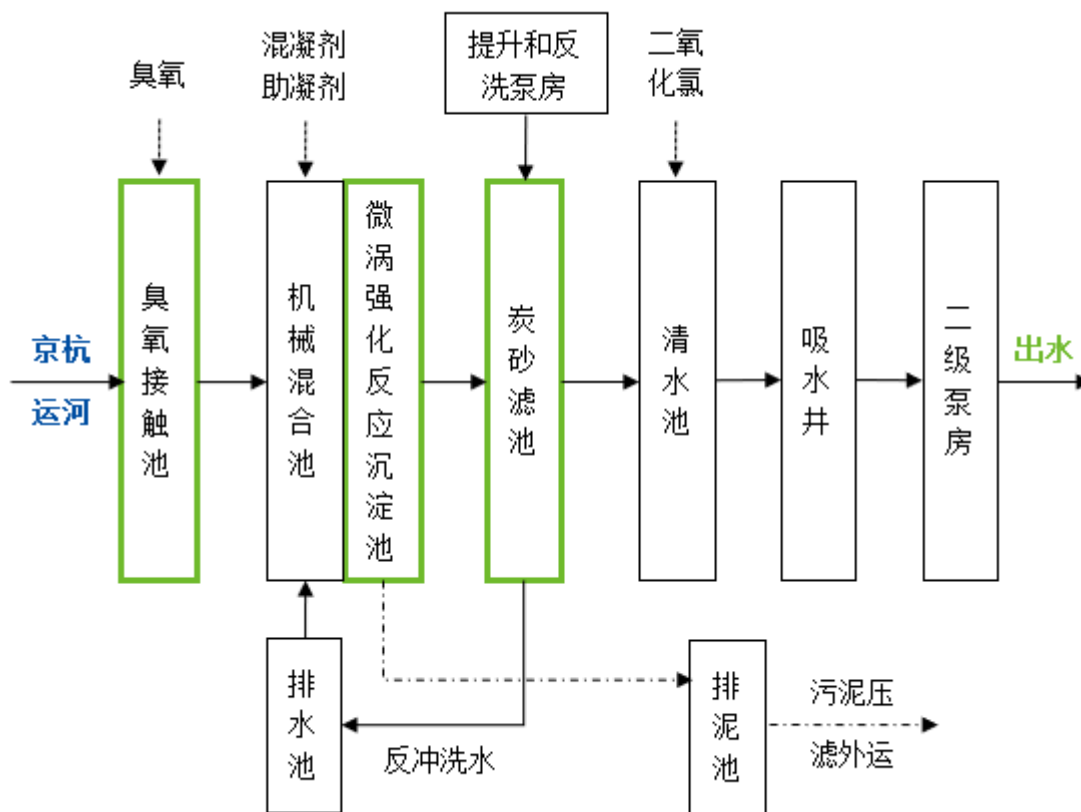 臭氧
混凝剂
助凝剂
提升和反
洗泵房
二氧
化氯
京杭
运河
臭氧接触池
机械混合池
微涡强化反应沉淀池
炭砂滤池
清水池
吸水井
二级泵房
出水
排水池
反冲洗水
排泥池
污泥压
滤外运